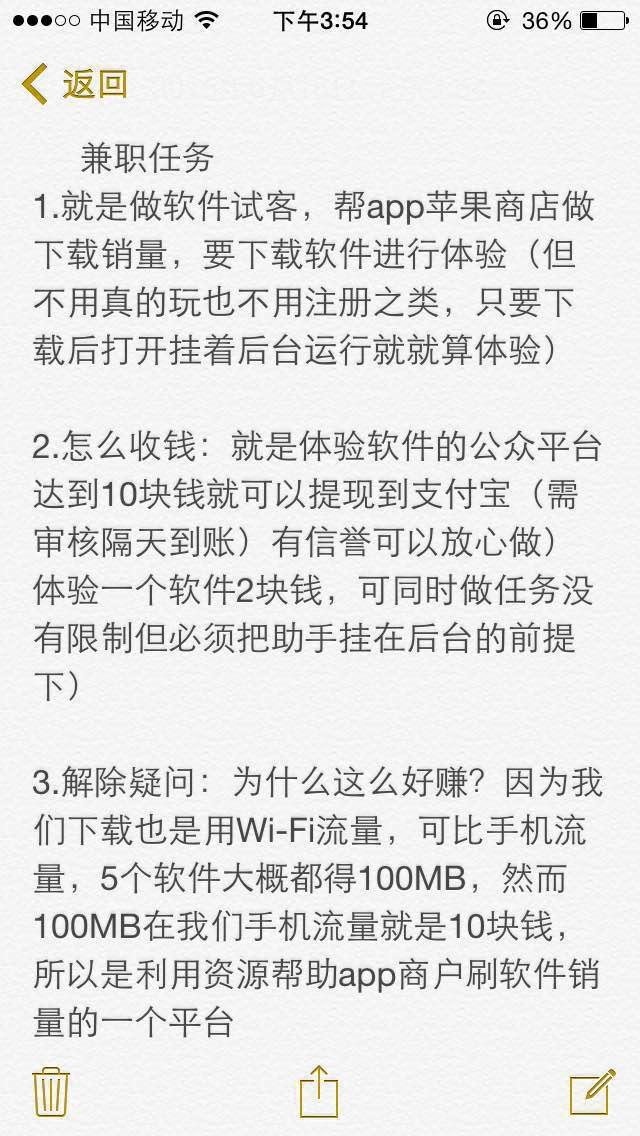 中国移动 下午3:54 36%
返回
兼职任务
1.就是做软件试客，帮app苹果商店做
下载销量，要下载软件进行体验（但
不用真的玩也不用注册之类，只要下
载后打开挂着后台运行就就算体验）
2.怎么收钱：就是体验软件的公众平台
达到10块钱就可以提现到支付宝（需
审核隔天到账）有信誉可以放心做）
体验一个软件2块钱，可同时做任务没
有限制但必须把助手挂在后台的前提
下）
3.解除疑问：为什么这么好赚？因为我
们下载也是用Wi-Fi流量，可比手机流
量，5个软件大概都得100MB，然而
100MB在我们手机流量就是10块钱，
所以是利用资源帮助app商户刷软件销
量的一个平台